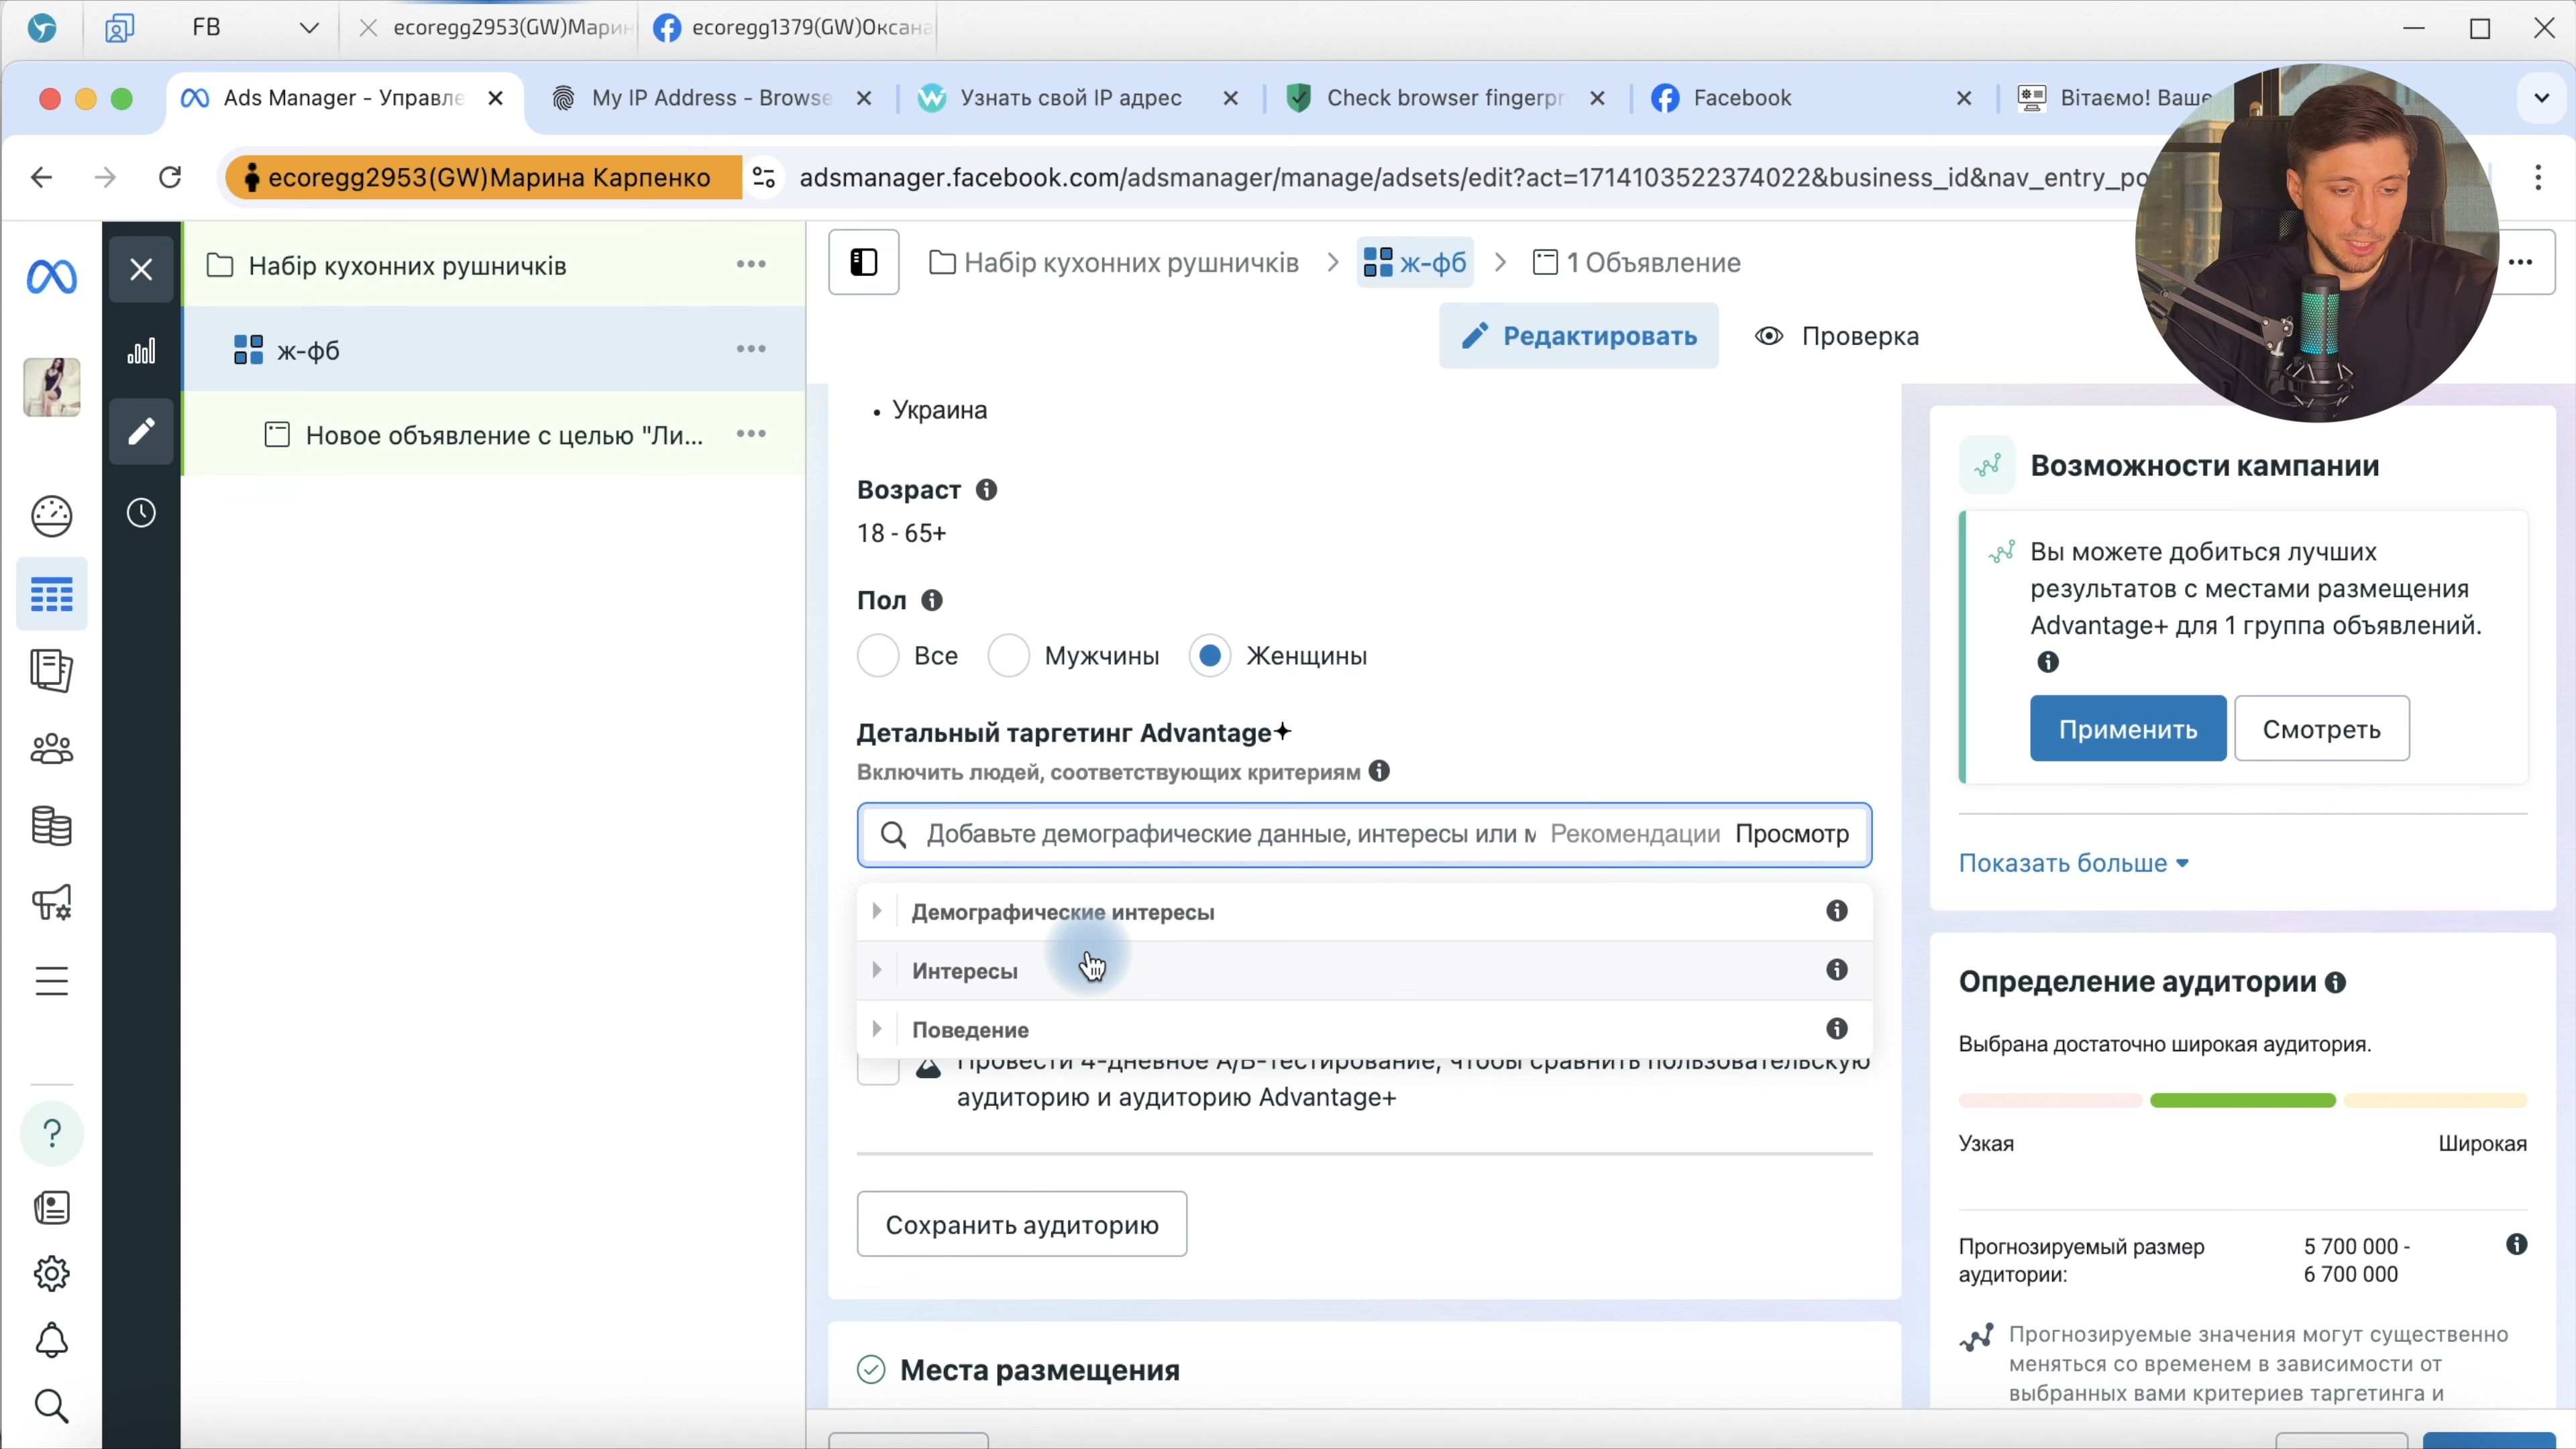 FB
ecoregg2953(GW)Марин
ecoregg1379(GW)Оксана
Ads Manager - Управле
My IP Address - Browse
Узнать свой IP адрес
Check browser fingerpr
Facebook
Вітаємо! Ваше
ecoregg2953(GW)Марина Карпенко
adsmanager.facebook.com/adsmanager/manage/adsets/edit?act=1714103522374022&business_id&nav_entry_po
Набір кухонних рушничків
ж-фб
Новое объявление с целью "Ли...
Набір кухонних рушничків
ж-фб
1 Объявление
Редактировать
Проверка
• Украина
Возраст
18 - 65+
Пол
Все
Мужчины
Женщины
Детальный таргетинг Advantage+
Включить людей, соответствующих критериям
Добавьте демографические данные, интересы или м
Рекомендации
Просмотр
Демографические интересы
Интересы
Поведение
Провести 4-дневное A/B-тестирование, чтобы сравнить пользовательскую
аудиторию и аудиторию Advantage+
Сохранить аудиторию
Места размещения
Возможности кампании
Вы можете добиться лучших
результатов с местами размещения
Advantage+ для 1 группа объявлений.
Применить
Смотреть
Показать больше
Определение аудитории
Выбрана достаточно широкая аудитория.
Узкая
Широкая
Прогнозируемый размер
аудитории:
5 700 000 -
6 700 000
Прогнозируемые значения могут существенно
меняться со временем в зависимости от
выбранных вами критериев таргетинга и